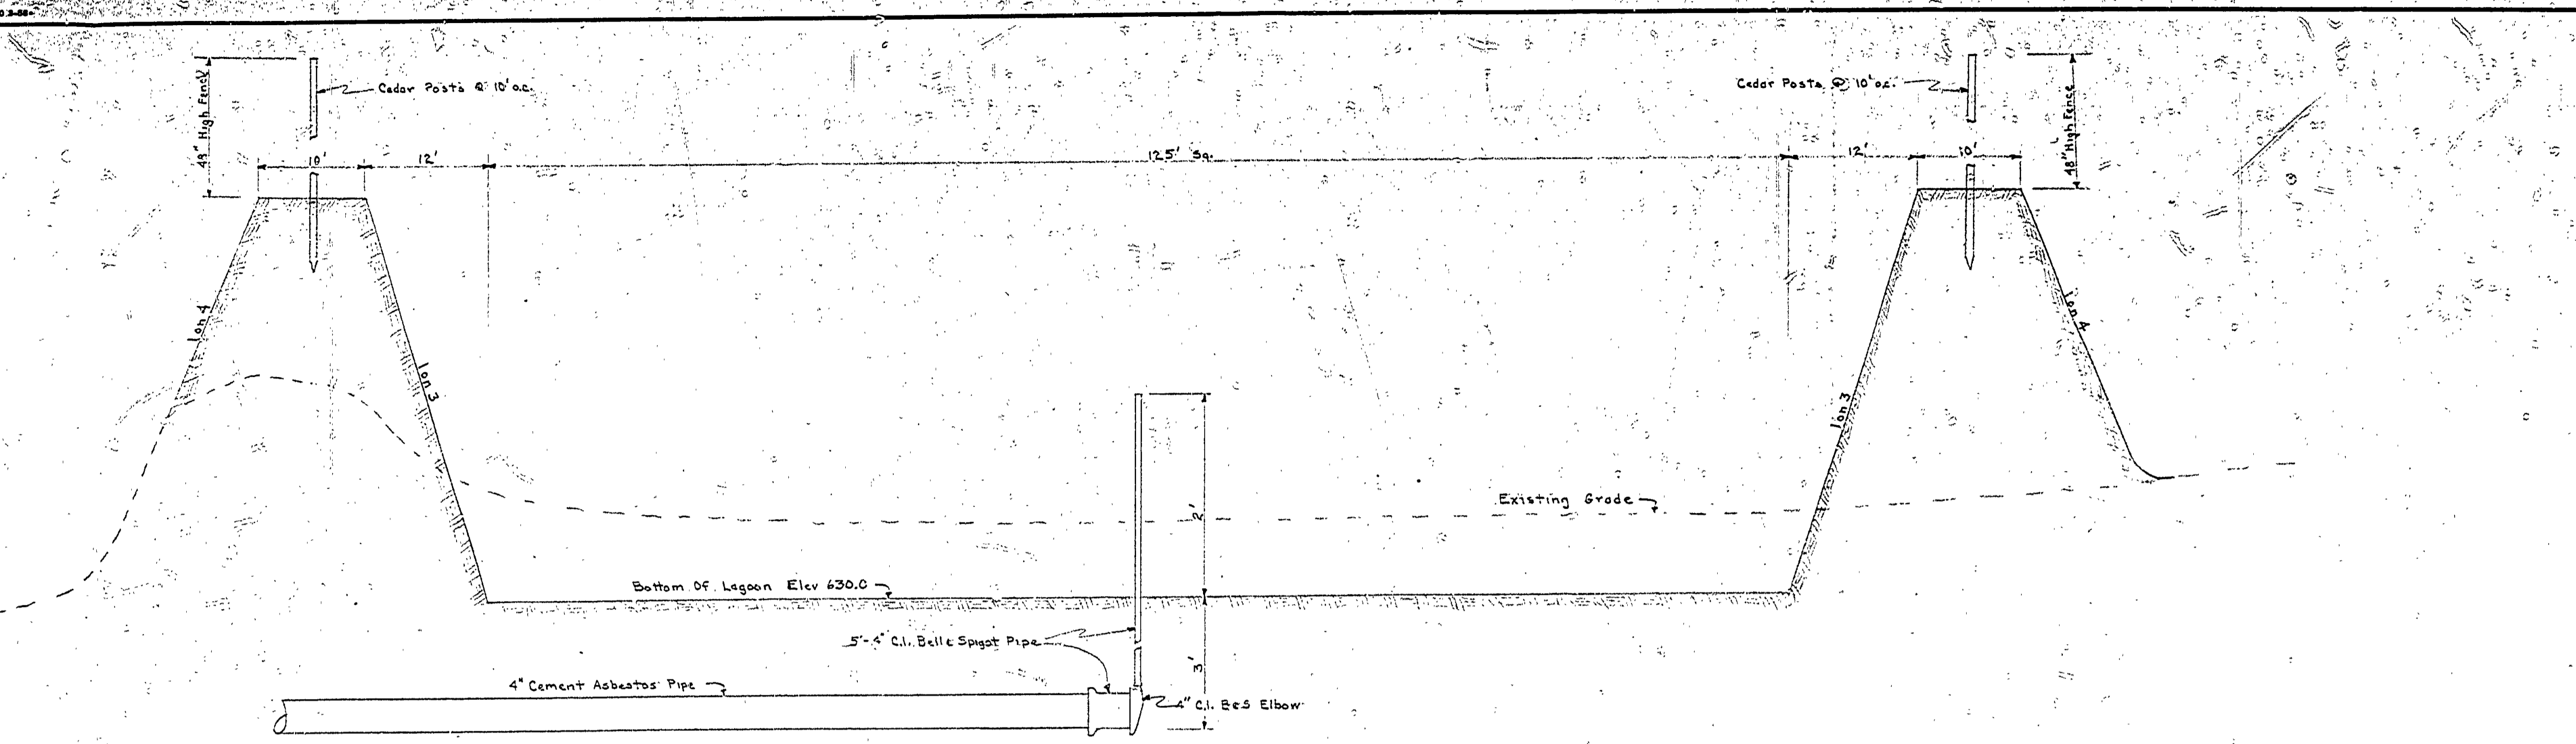 Cedar Posts @ 10' o.c.
Cedar Posts @ 10' o.c.
48" High Fence
48" High Fence
10'
12'
125' Sq.
12'
10'
1 on 4
1 on 3
1 on 3
1 on 4
Existing Grade
2'
Bottom Of Lagoon Elev 630.0
5'-4" C.I. Bell & Spigot Pipe
3'
4" Cement Asbestos Pipe
4" C.I. B&S Elbow